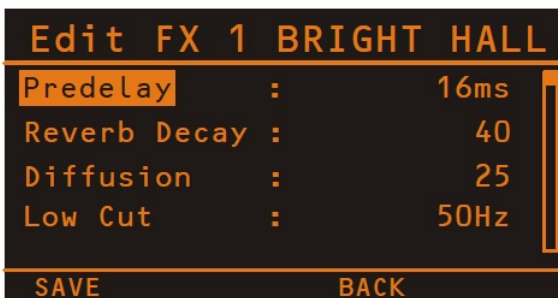 Edit FX 1 BRIGHT HALL
Predelay : 16ms
Reverb Decay : 40
Diffusion : 25
Low Cut : 50Hz
SAVE BACK